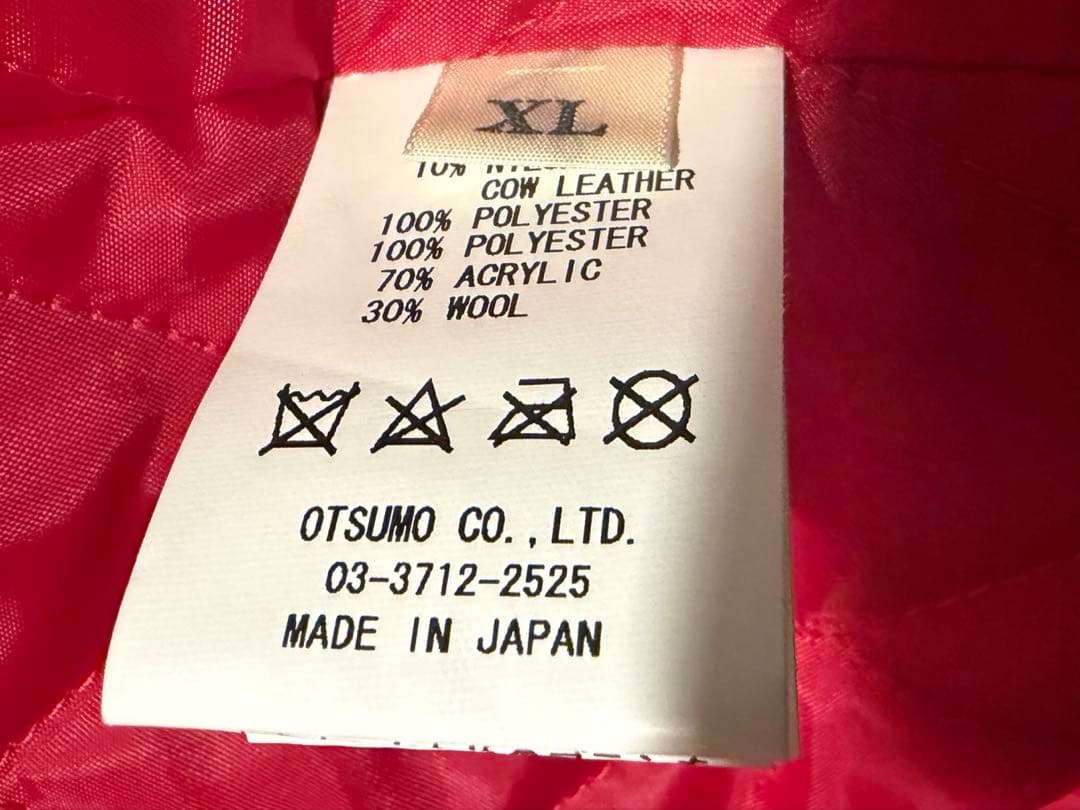 XL
10%
COW LEATHER
100% POLYESTER
100% POLYESTER
70% ACRYLIC
30% WOOL
OTSUMO CO., LTD.
03-3712-2525
MADE IN JAPAN